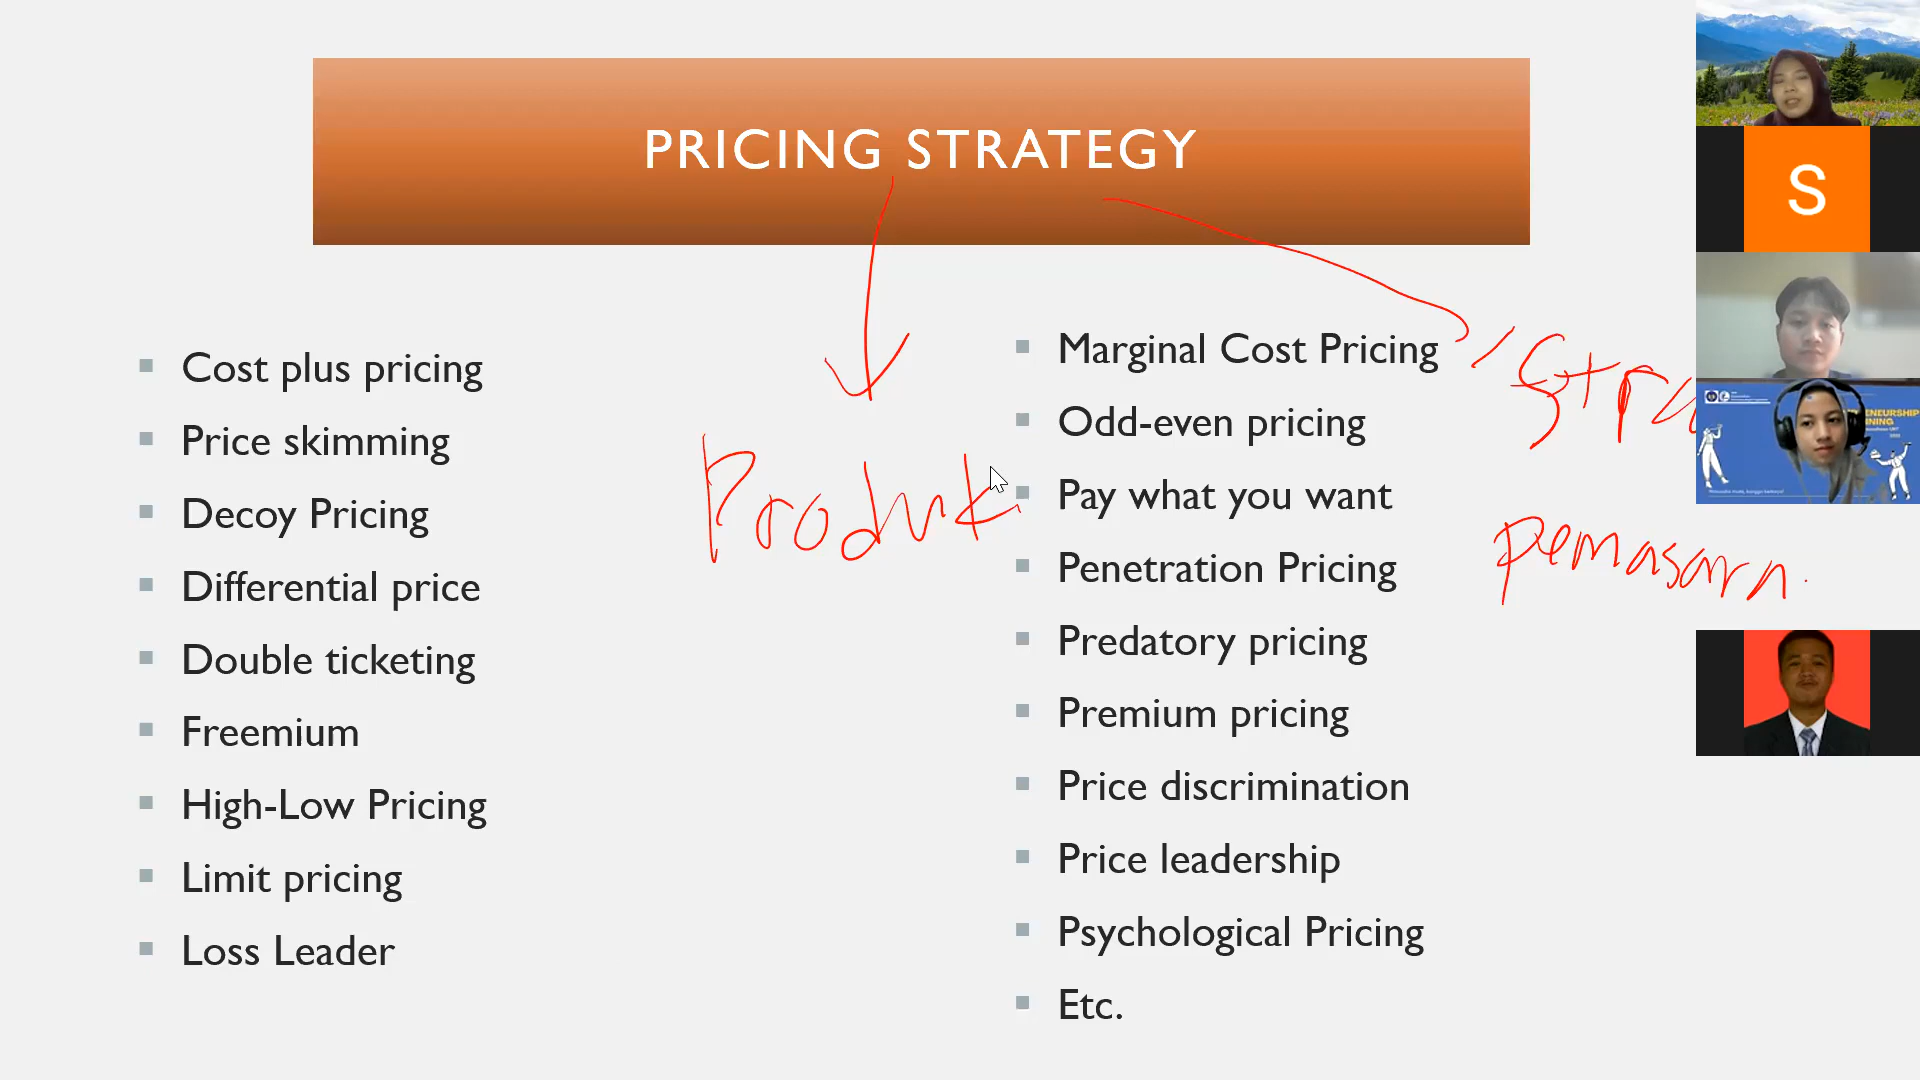 PRICING STRATEGY
Cost plus pricing
Price skimming
Decoy Pricing
Differential price
Double ticketing
Freemium
High-Low Pricing
Limit pricing
Loss Leader
Produk
Marginal Cost Pricing
Odd-even pricing
Pay what you want
Penetration Pricing
Predatory pricing
Premium pricing
Price discrimination
Price leadership
Psychological Pricing
Etc.
Stra
pemasaran
S